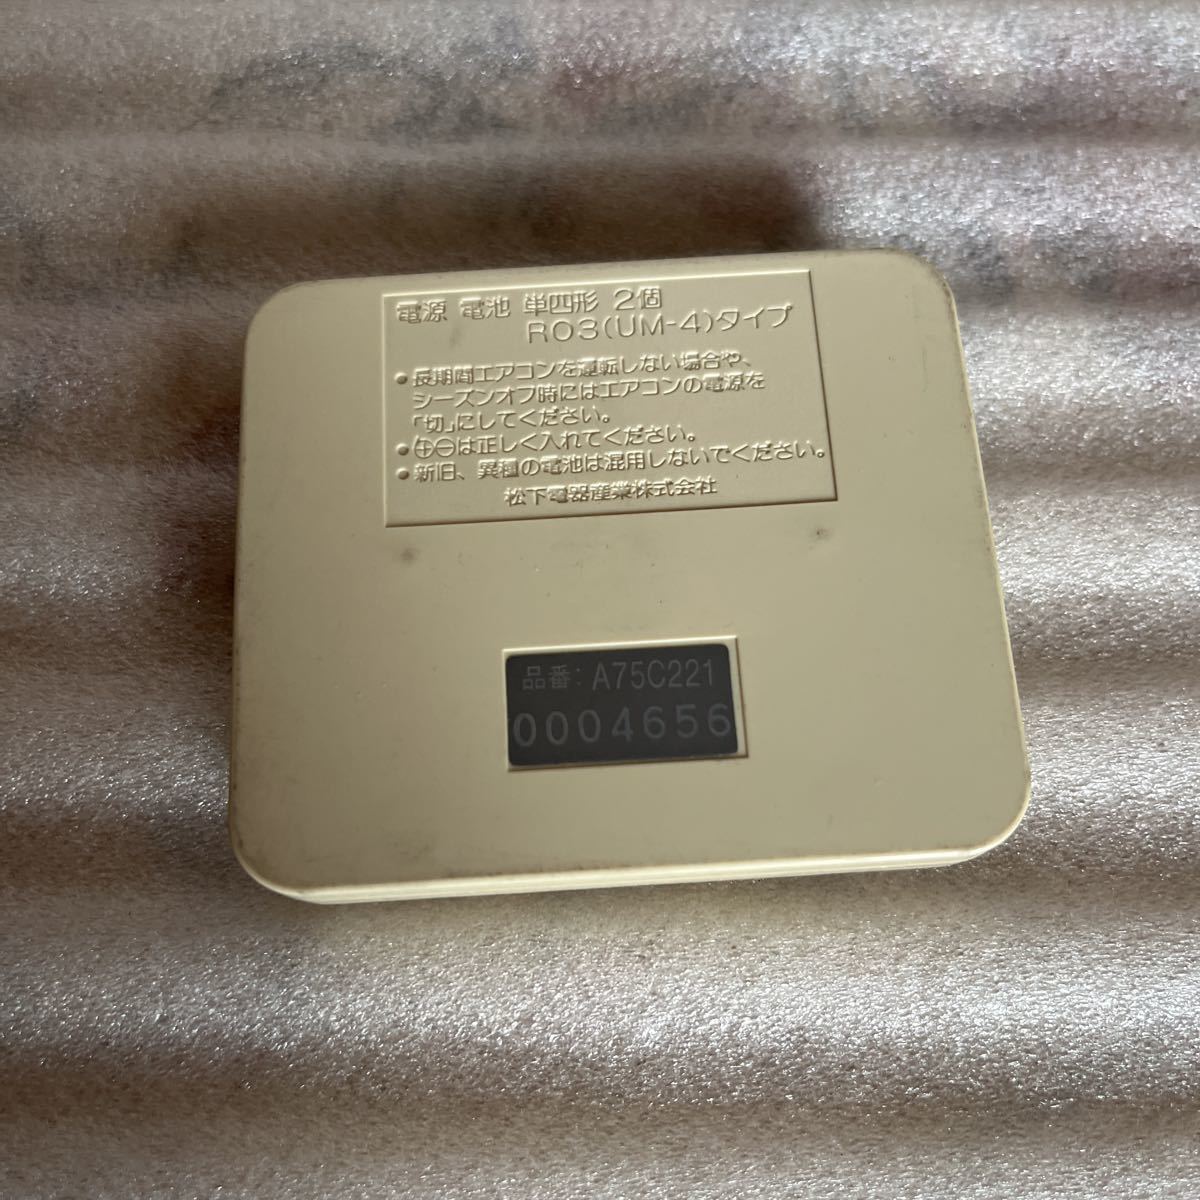 電源 電池 単四形 2個
R03(UM-4)タイプ
●長期間エアコンを運転しない場合や、
シーズンオフ時にはエアコンの電源を
「切」にしてください。
●⊕⊖は正しく入れてください。
●新旧、異種の電池は混用しないでください。
松下電器産業株式会社
品番: A75C221
0004656